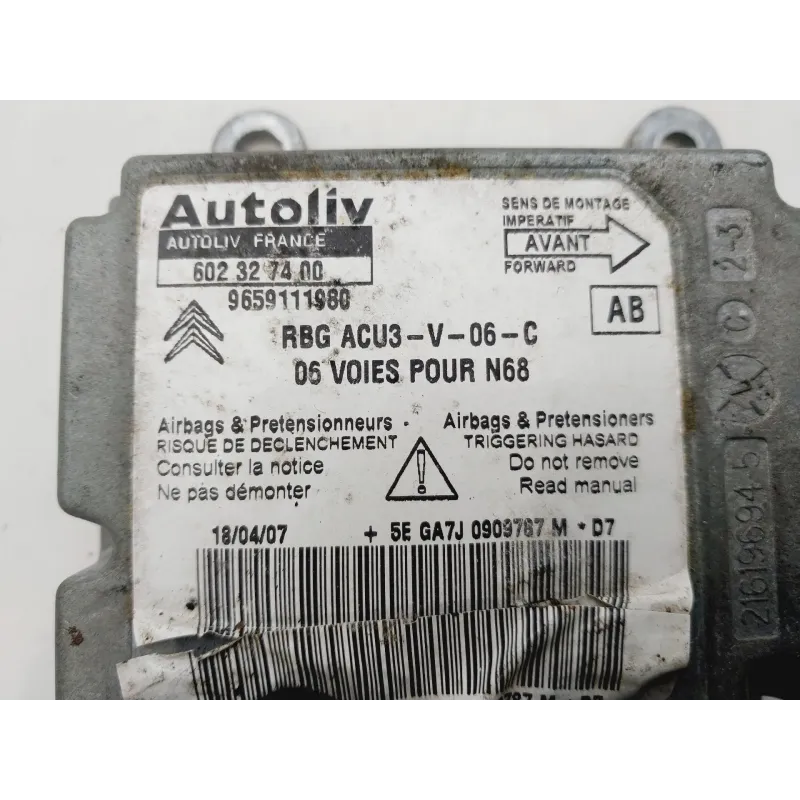 Autoliv
AUTOLIV FRANCE
602 32 74 00
9659111980
SENS DE MONTAGE
IMPERATIF
AVANT
FORWARD
AB
RBG ACU3-V-06-C
06 VOIES POUR N68
Airbags & Pretensionneurs -
RISQUE DE DECLENCHEMENT
Consulter la notice
Ne pas démonter
Airbags & Pretensioners
TRIGGERING HASARD
Do not remove
Read manual
18/04/07
+ 5E GA7J 0909787 M * D7
2-3
21619694 5